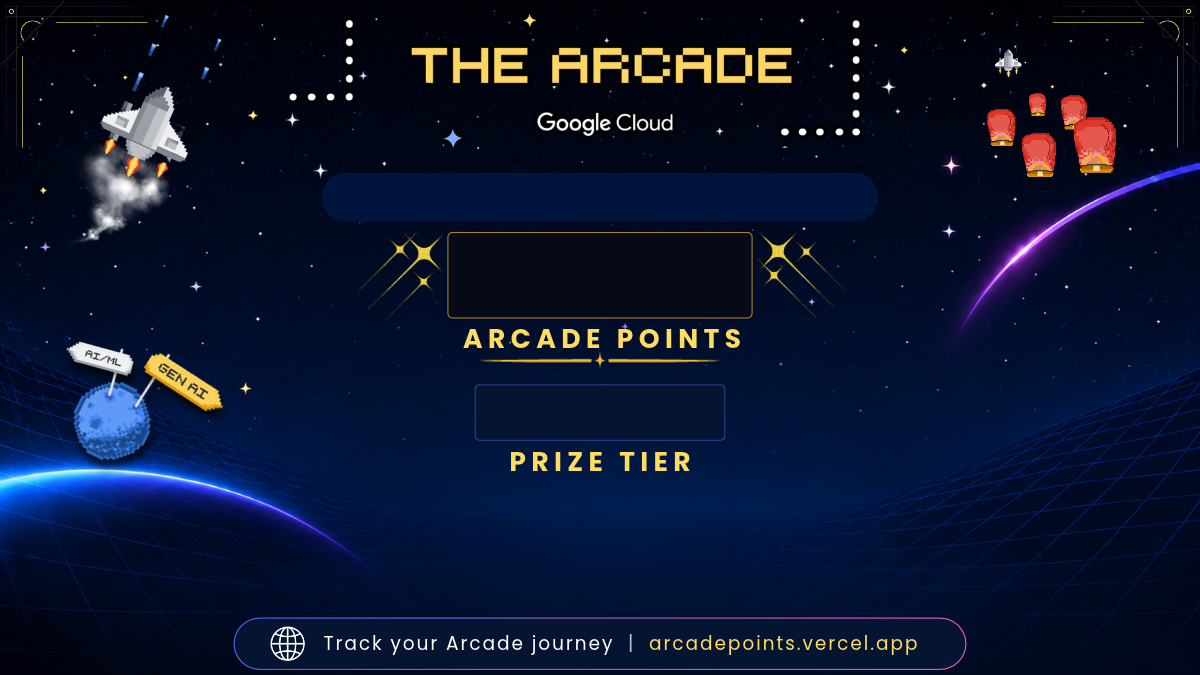 THE ARCADE
Google Cloud
ARCADE POINTS
AI/ML
GEN AI
PRIZE TIER
Track your Arcade journey | arcadepoints.vercel.app